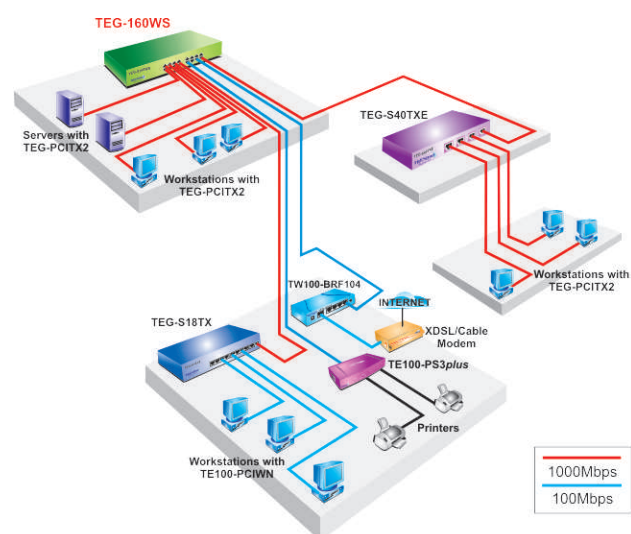 TEG-160WS
Servers with
TEG-PCITX2
Workstations with
TEG-PCITX2
TEG-S40TXE
Workstations with
TEG-PCITX2
TW100-BRF104
INTERNET
XDSL/Cable
Modem
TEG-S18TX
TE100-PS3plus
Printers
Workstations with
TE100-PCIWN
1000Mbps
100Mbps